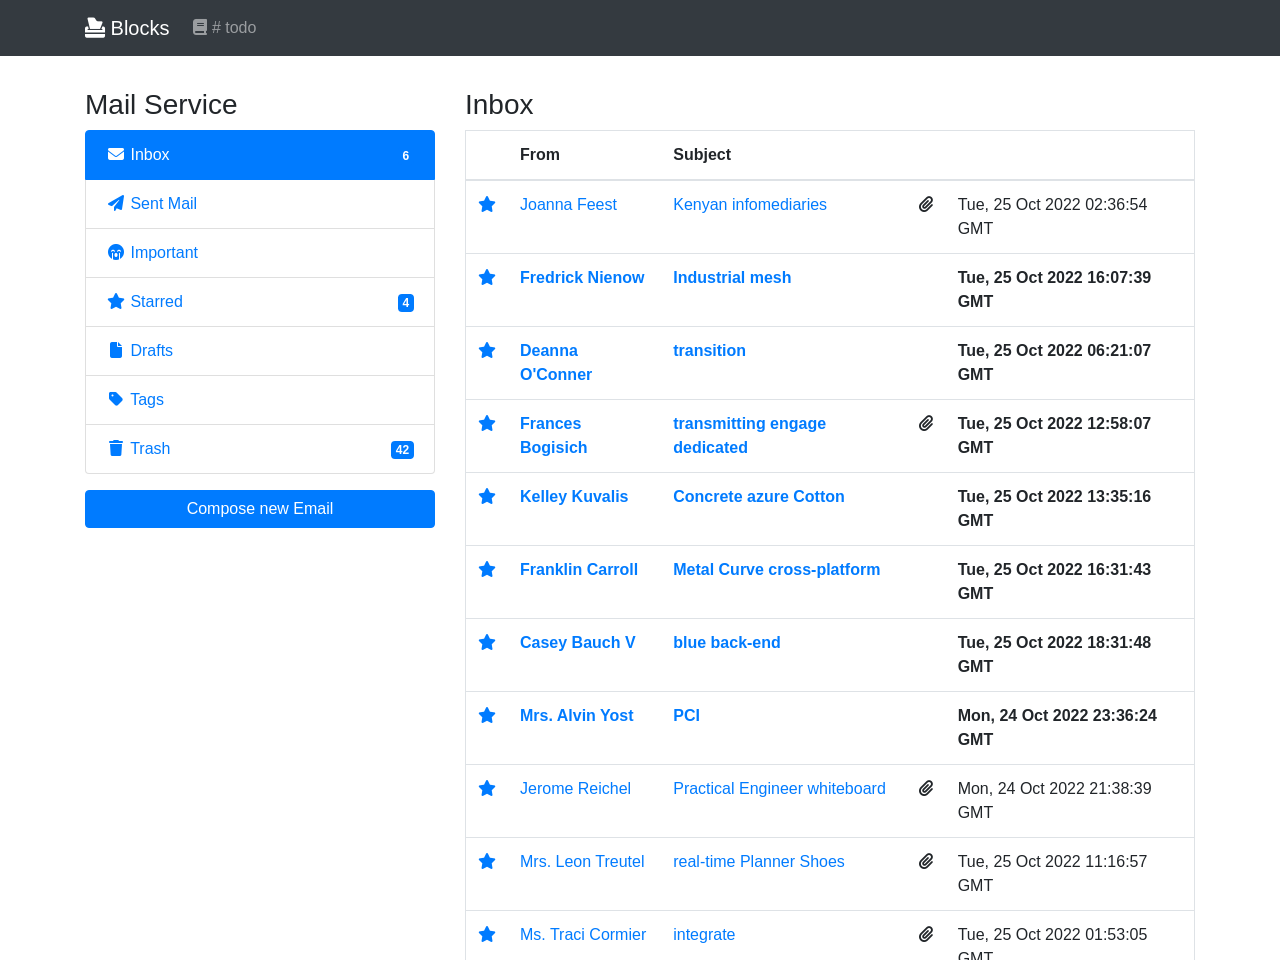 Blocks # todo
Mail Service
Inbox 6
Sent Mail
Important
Starred 4
Drafts
Tags
Trash 42
Compose new Email
Inbox
From Subject
Joanna Feest Kenyan infomediaries Tue, 25 Oct 2022 02:36:54
GMT
Fredrick Nienow Industrial mesh Tue, 25 Oct 2022 16:07:39
GMT
Deanna transition Tue, 25 Oct 2022 06:21:07
O'Conner GMT
Frances transmitting engage Tue, 25 Oct 2022 12:58:07
Bogisich dedicated GMT
Kelley Kuvalis Concrete azure Cotton Tue, 25 Oct 2022 13:35:16
GMT
Franklin Carroll Metal Curve cross-platform Tue, 25 Oct 2022 16:31:43
GMT
Casey Bauch V blue back-end Tue, 25 Oct 2022 18:31:48
GMT
Mrs. Alvin Yost PCI Mon, 24 Oct 2022 23:36:24
GMT
Jerome Reichel Practical Engineer whiteboard Mon, 24 Oct 2022 21:38:39
GMT
Mrs. Leon Treutel real-time Planner Shoes Tue, 25 Oct 2022 11:16:57
GMT
Ms. Traci Cormier integrate Tue, 25 Oct 2022 01:53:05
GMT